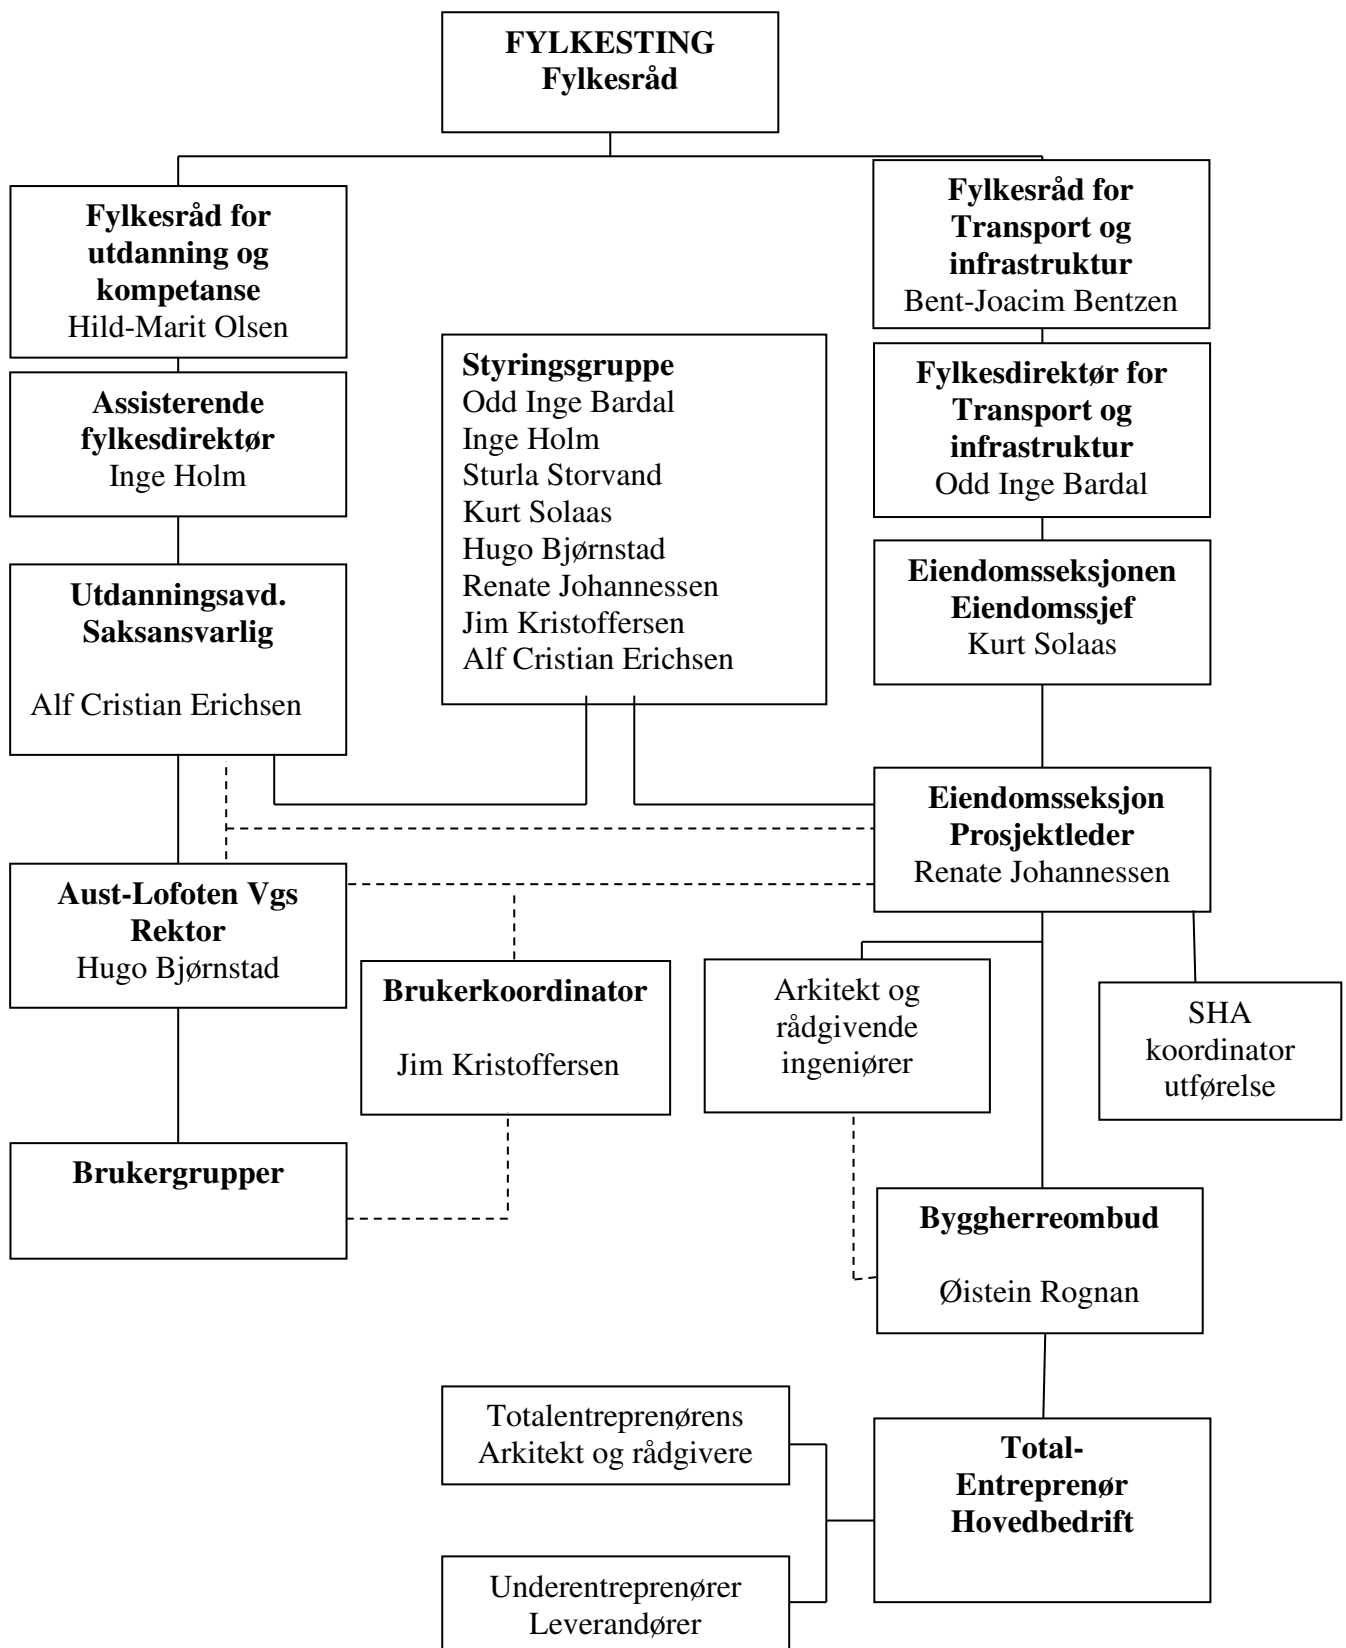 FYLKESTING
Fylkesråd
Fylkesråd for
utdanning og
kompetanse
Hild-Marit Olsen
Fylkesråd for
Transport og
infrastruktur
Bent-Joacim Bentzen
Styringsgruppe
Odd Inge Bardal
Inge Holm
Sturla Storvand
Kurt Solaas
Hugo Bjørnstad
Renate Johannessen
Jim Kristoffersen
Alf Cristian Erichsen
Assisterende
fylkesdirektør
Inge Holm
Fylkesdirektør for
Transport og
infrastruktur
Odd Inge Bardal
Utdanningsavd.
Saksansvarlig
Alf Cristian Erichsen
Eiendomsseksjonen
Eiendomssjef
Kurt Solaas
Eiendomsseksjon
Prosjektleder
Renate Johannessen
Aust-Lofoten Vgs
Rektor
Hugo Bjørnstad
Brukerkoordinator
Jim Kristoffersen
Arkitekt og
rådgivende
ingeniører
SHA
koordinator
utførelse
Brukergrupper
Byggherreombud
Øistein Rognan
Totalentreprenørens
Arkitekt og rådgivere
Total-
Entreprenør
Hovedbedrift
Underentreprenører
Leverandører